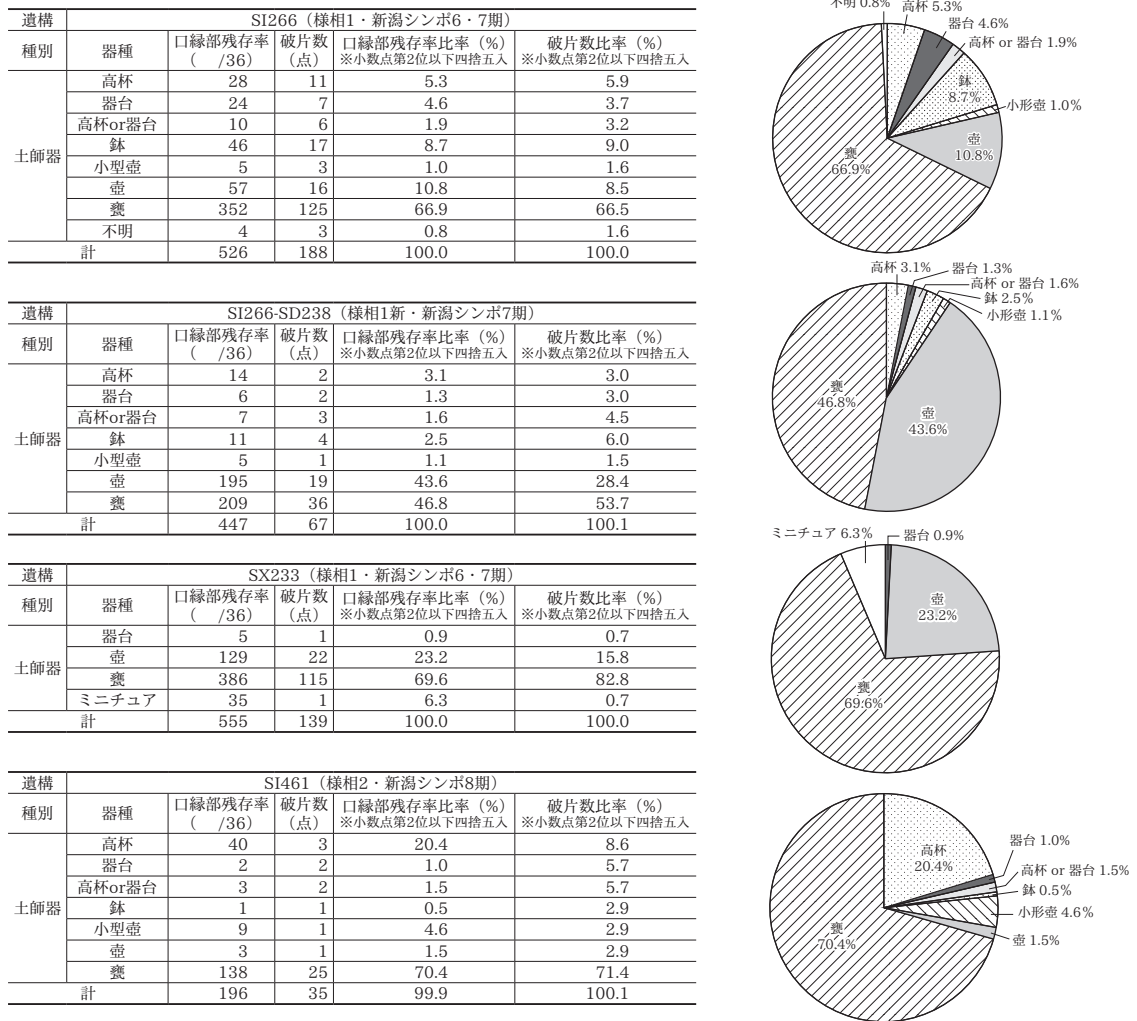 遺構 SI266（様相1・新潟シンポ6・7期）
種別 器種 口縁部残存率（　/36） 破片数（点） 口縁部残存率比率（%）※小数点第2位以下四捨五入 破片数比率（%）※小数点第2位以下四捨五入
土師器
高杯 28 11 5.3 5.9
器台 24 7 4.6 3.7
高杯or器台 10 6 1.9 3.2
鉢 46 17 8.7 9.0
小型壺 5 3 1.0 1.6
壺 57 16 10.8 8.5
甕 352 125 66.9 66.5
不明 4 3 0.8 1.6
計 526 188 100.0 100.0
不明 0.8%
高杯 5.3%
器台 4.6%
高杯 or 器台 1.9%
鉢
8.7%
小形壺 1.0%
壺
10.8%
甕
66.9%
遺構 SI266-SD238（様相1新・新潟シンポ7期）
種別 器種 口縁部残存率（　/36） 破片数（点） 口縁部残存率比率（%）※小数点第2位以下四捨五入 破片数比率（%）※小数点第2位以下四捨五入
土師器
高杯 14 2 3.1 3.0
器台 6 2 1.3 3.0
高杯or器台 7 3 1.6 4.5
鉢 11 4 2.5 6.0
小型壺 5 1 1.1 1.5
壺 195 19 43.6 28.4
甕 209 36 46.8 53.7
計 447 67 100.0 100.1
高杯 3.1%
器台 1.3%
高杯 or 器台 1.6%
鉢 2.5%
小形壺 1.1%
壺
43.6%
甕
46.8%
遺構 SX233（様相1・新潟シンポ6・7期）
種別 器種 口縁部残存率（　/36） 破片数（点） 口縁部残存率比率（%）※小数点第2位以下四捨五入 破片数比率（%）※小数点第2位以下四捨五入
土師器
器台 5 1 0.9 0.7
壺 129 22 23.2 15.8
甕 386 115 69.6 82.8
ミニチュア 35 1 6.3 0.7
計 555 139 100.0 100.0
ミニチュア 6.3%
器台 0.9%
壺
23.2%
甕
69.6%
遺構 SI461（様相2・新潟シンポ8期）
種別 器種 口縁部残存率（　/36） 破片数（点） 口縁部残存率比率（%）※小数点第2位以下四捨五入 破片数比率（%）※小数点第2位以下四捨五入
土師器
高杯 40 3 20.4 8.6
器台 2 2 1.0 5.7
高杯or器台 3 2 1.5 5.7
鉢 1 1 0.5 2.9
小型壺 9 1 4.6 2.9
壺 3 1 1.5 2.9
甕 138 25 70.4 71.4
計 196 35 99.9 100.1
高杯
20.4%
器台 1.0%
高杯 or 器台 1.5%
鉢 0.5%
小形壺 4.6%
壺 1.5%
甕
70.4%